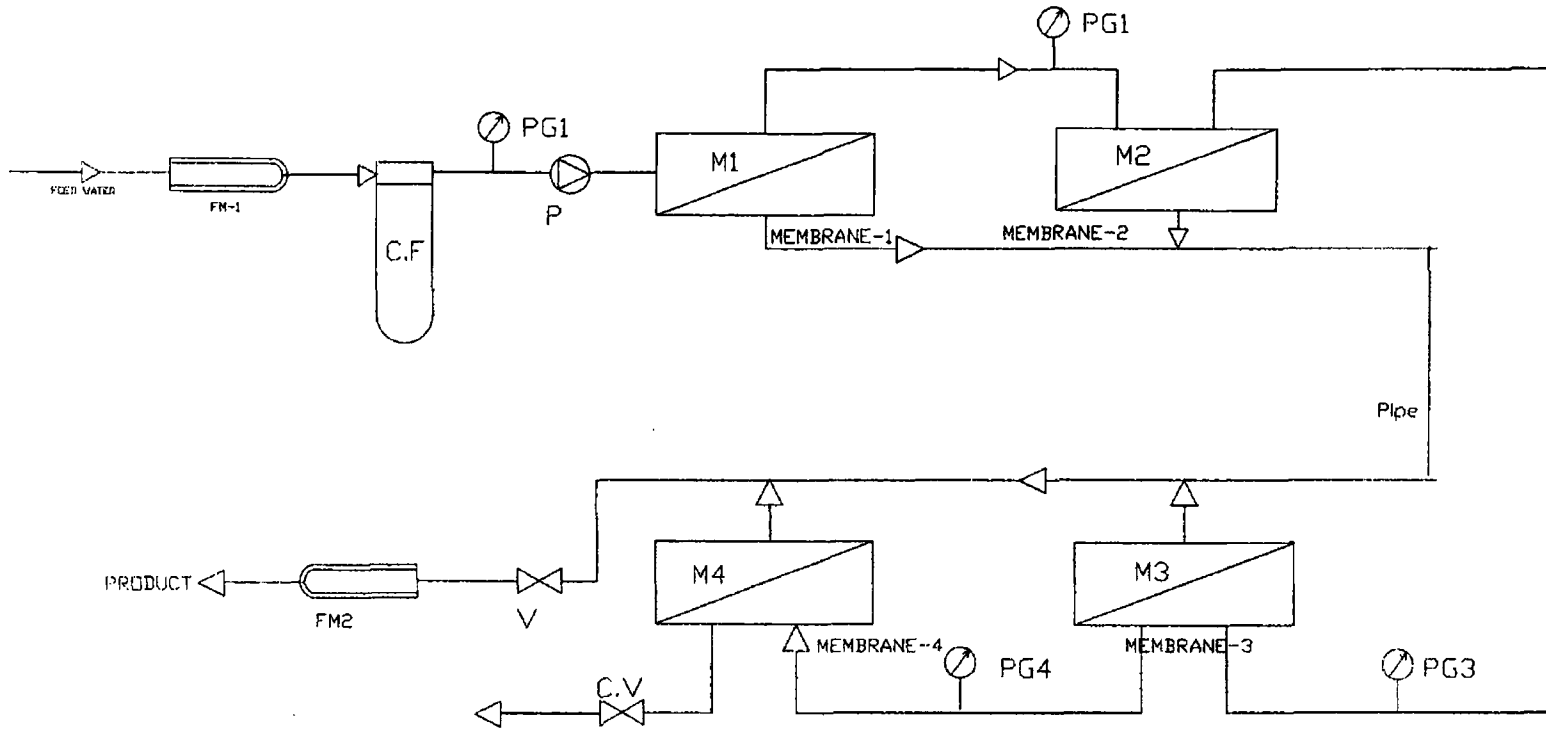 PG1
PG1
M1
M2
FEED WATER
FM-1
P
C.F
MEMBRANE-1
MEMBRANE-2
Pipe
M4
M3
PRODUCT
FM2
V
MEMBRANE-4
MEMBRANE-3
C.V
PG4
PG3